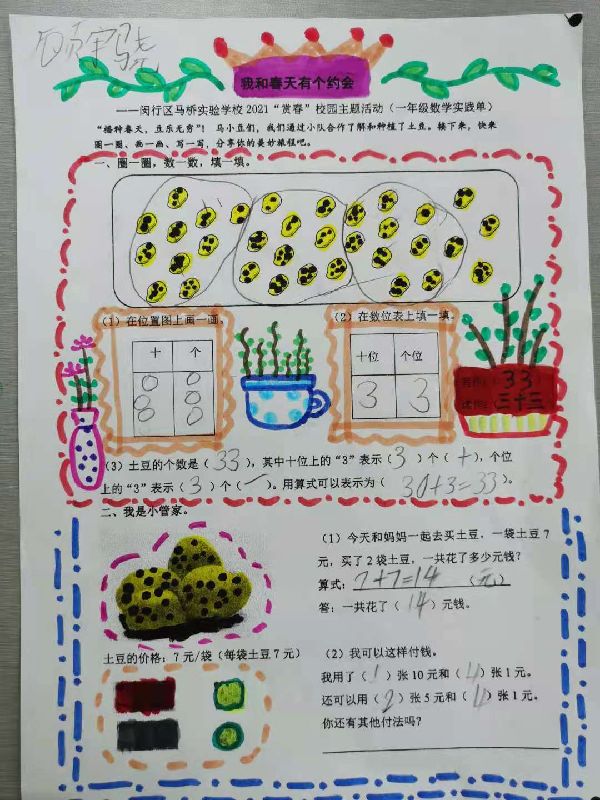 我和春天有个约会
——闵行区马桥实验学校 2021 “赏春” 校园主题活动（一年级数学实践单）
“播种春天，豆乐无穷”！ 马小豆们，我们通过小队合作了解和种植了土豆。接下来，快来
圈一圈、画一画、写一写，分享你的美妙旅程吧。
一、圈一圈，数一数，填一填。
（1）在位置图上画一画。
（2）在数位表上填一填。
十 个
十位 个位
3 3
写作：（33）
读作：三十三
（3）土豆的个数是（33），其中十位上的“3”表示（3）个（十），个位
上的“3”表示（3）个（一）。用算式可以表示为（30+3=33）。
二、我是小管家。
（1）今天和妈妈一起去买土豆，一袋土豆 7
元，买了 2 袋土豆，一共花了多少元钱？
算式：7+7=14（元）
答：一共花了（14）元钱。
土豆的价格：7 元/袋（每袋土豆 7 元）
（2）我可以这样付钱。
我用了（1）张 10 元和（4）张 1 元。
还可以用（2）张 5 元和（4）张 1 元。
你还有其他付法吗？